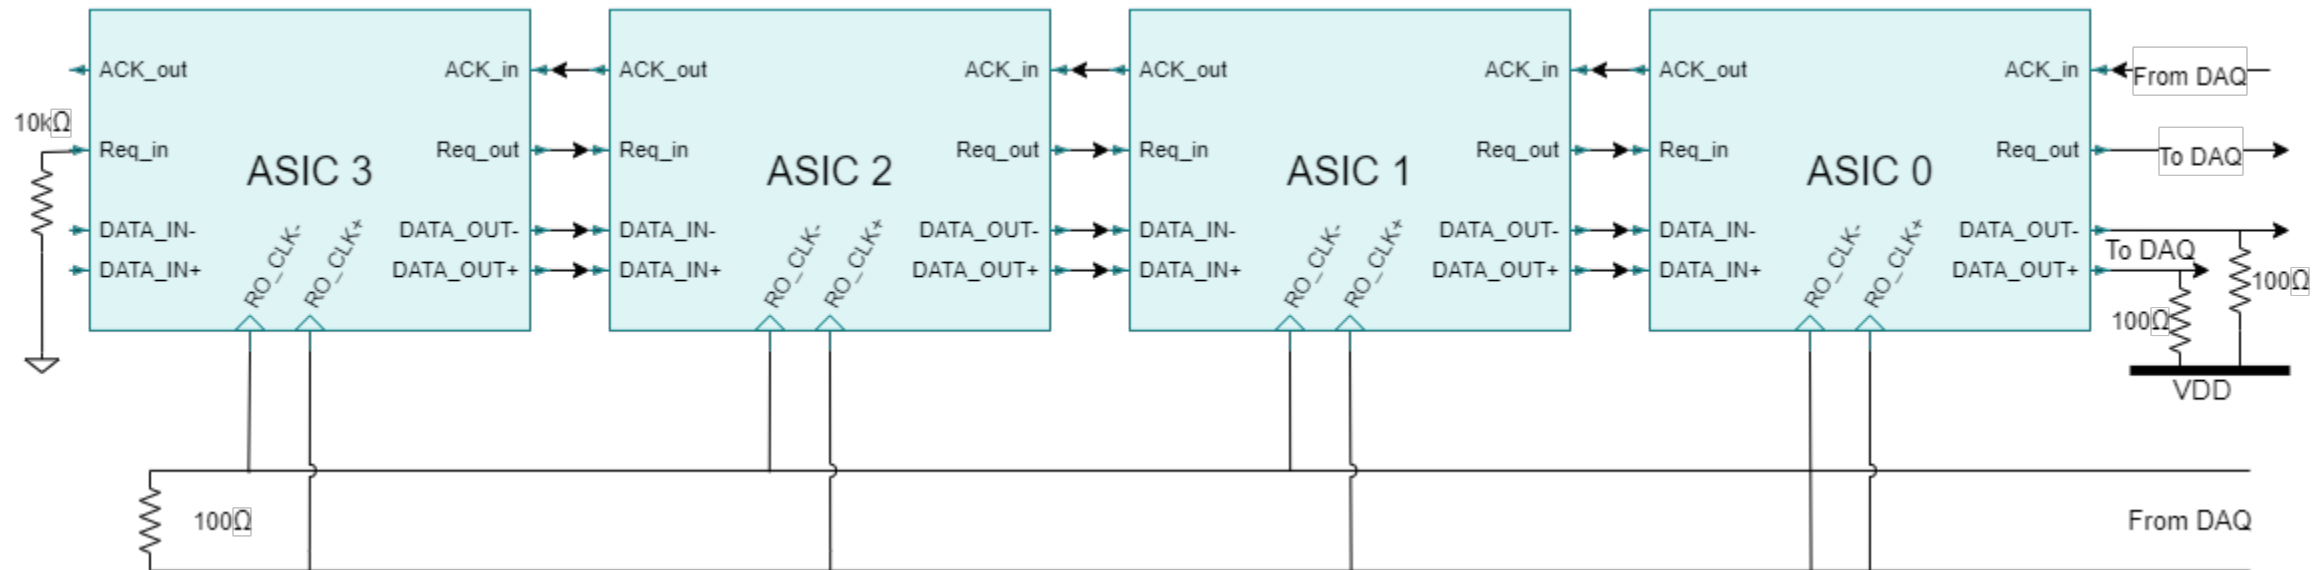 ACK_out
ACK_in
ACK_out
ACK_in
ACK_out
ACK_in
ACK_out
ACK_in
From DAQ
10kΩ
Req_in
Req_out
Req_in
Req_out
Req_in
Req_out
Req_in
Req_out
To DAQ
ASIC 3
ASIC 2
ASIC 1
ASIC 0
DATA_IN-
DATA_OUT-
DATA_IN-
DATA_OUT-
DATA_IN-
DATA_OUT-
DATA_IN-
DATA_OUT-
To DAQ
DATA_IN+
DATA_OUT+
DATA_IN+
DATA_OUT+
DATA_IN+
DATA_OUT+
DATA_IN+
DATA_OUT+
RO_CLK-
RO_CLK+
RO_CLK-
RO_CLK+
RO_CLK-
RO_CLK+
RO_CLK-
RO_CLK+
100Ω
100Ω
VDD
100Ω
From DAQ